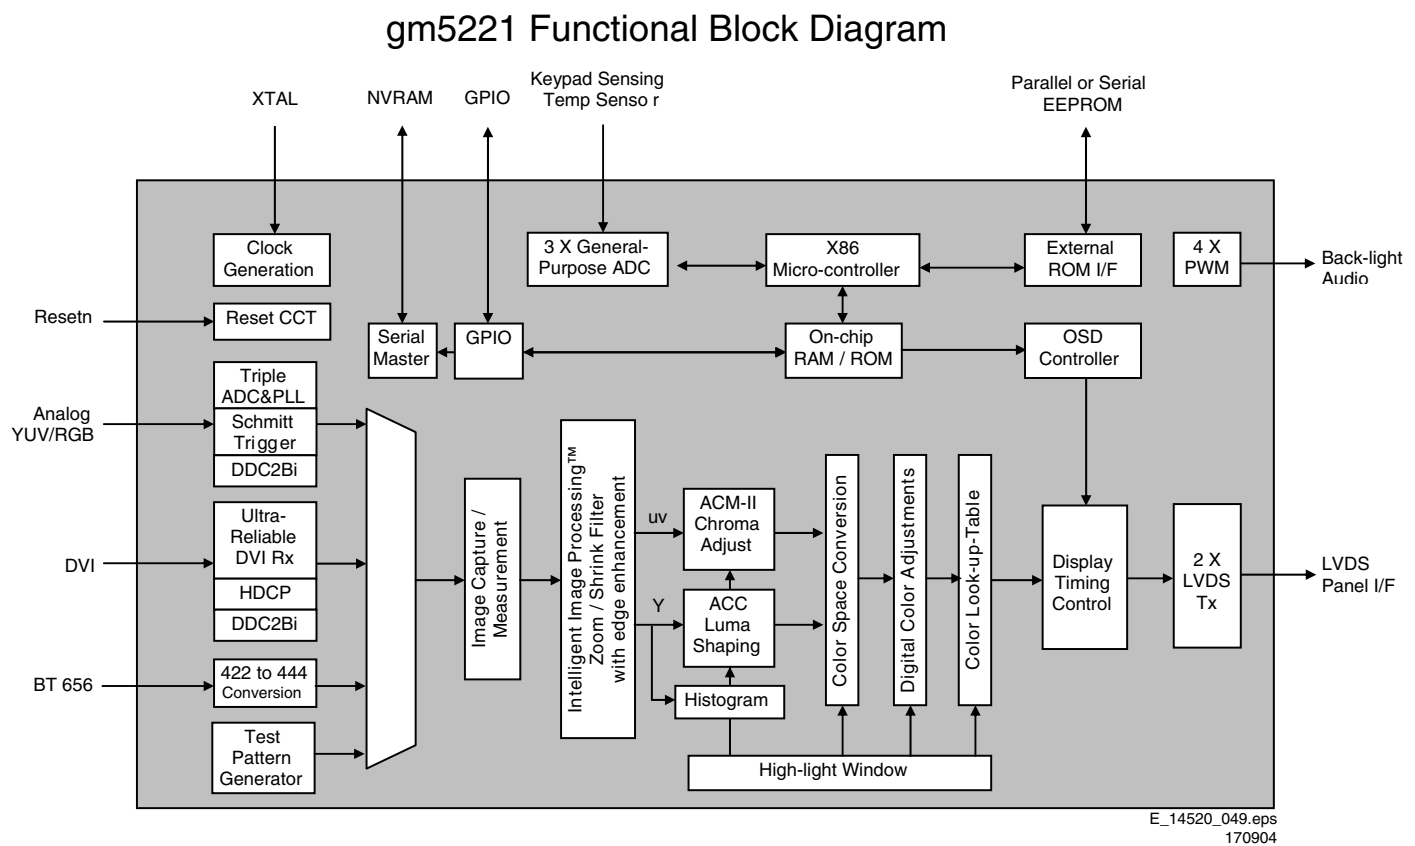 gm5221 Functional Block Diagram
XTAL
NVRAM
GPIO
Keypad Sensing
Temp Senso r
Parallel or Serial
EEPROM
Clock
Generation
3 X General-
Purpose ADC
X86
Micro-controller
External
ROM I/F
4 X
PWM
Back-light
Audio
Resetn
Reset CCT
Serial
Master
GPIO
On-chip
RAM / ROM
OSD
Controller
Analog
YUV/RGB
Triple
ADC&PLL
Schmitt
Trigger
DDC2Bi
DVI
Ultra-
Reliable
DVI Rx
HDCP
DDC2Bi
BT 656
422 to 444
Conversion
Test
Pattern
Generator
Image Capture /
Measurement
Intelligent Image Processing™
Zoom / Shrink Filter
with edge enhancement
uv
Y
ACM-II
Chroma
Adjust
ACC
Luma
Shaping
Histogram
Color Space Conversion
Digital Color Adjustments
Color Look-up-Table
High-light Window
Display
Timing
Control
2 X
LVDS
Tx
LVDS
Panel I/F
E_14520_049.eps
170904